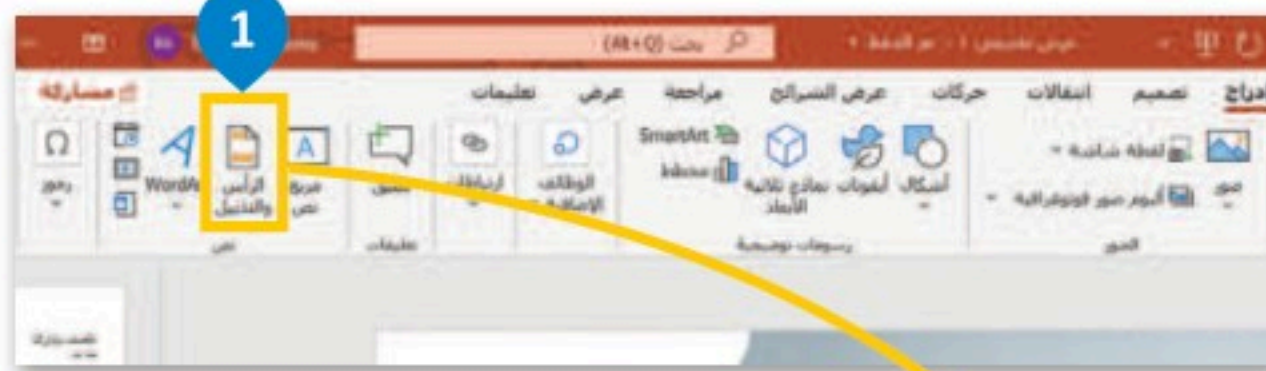 1
بحث (Alt+Q)
إدراج تصميم انتقالات حركات عرض الشرائح مراجعة عرض تعليمات مشاركة
صور
لقطة شاشة
ألبوم صور فوتوغرافية
أشكال
أيقونات
نماذج ثلاثية الأبعاد
SmartArt
الوظائف الإضافية
ارتباطات
تعليق
مربع نص
الرأس والتذييل
WordA
رموز
الصور
رسومات توضيحية
تعليقات
نص